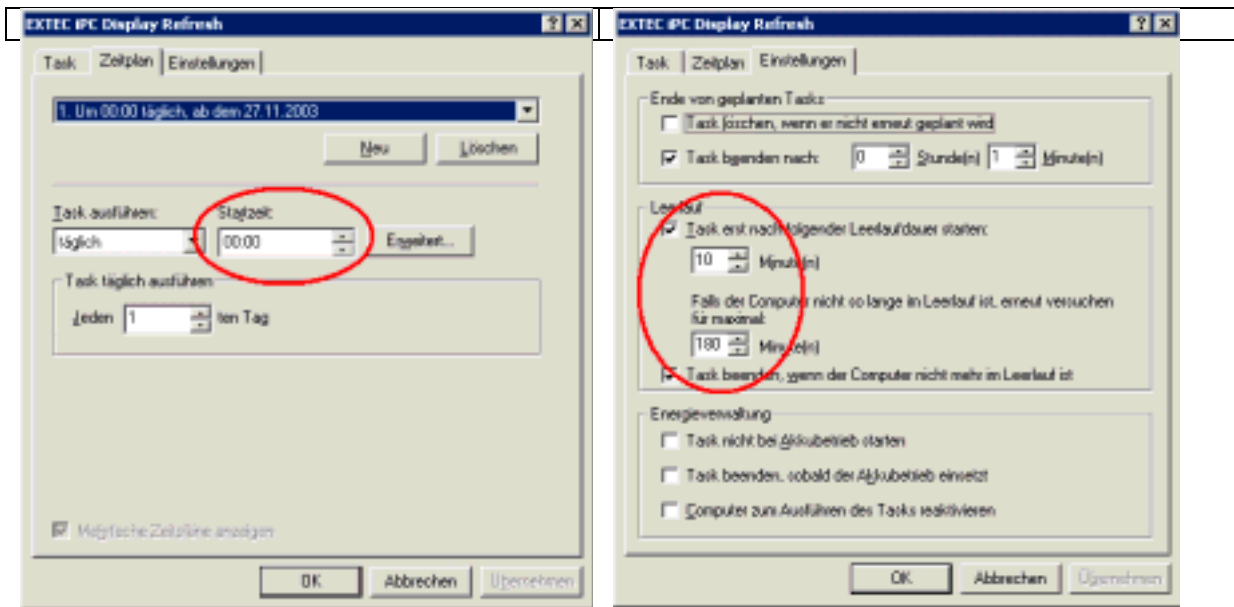 EXTEC iPC Display Refresh
Task Zeitplan Einstellungen
1. Um 00:00 täglich, ab dem 27.11.2003
Neu Löschen
Task ausführen: Startzeit:
täglich 00:00 Erweitert...
Task täglich ausführen
Jeden 1 ten Tag
Mehrfache Zeitpläne anzeigen
OK Abbrechen Übernehmen
EXTEC iPC Display Refresh
Task Zeitplan Einstellungen
Ende von geplanten Tasks
Task löschen, wenn er nicht erneut geplant wird
Task beenden nach: 0 Stunde(n) 1 Minute(n)
Leerlauf
Task erst nach folgender Leerlaufdauer starten:
10 Minute(n)
Falls der Computer nicht so lange im Leerlauf ist, erneut versuchen
für maximal:
180 Minute(n)
Task beenden, wenn der Computer nicht mehr im Leerlauf ist
Energieverwaltung
Task nicht bei Akkubetrieb starten
Task beenden, sobald der Akkubetrieb einsetzt
Computer zum Ausführen des Tasks reaktivieren
OK Abbrechen Übernehmen